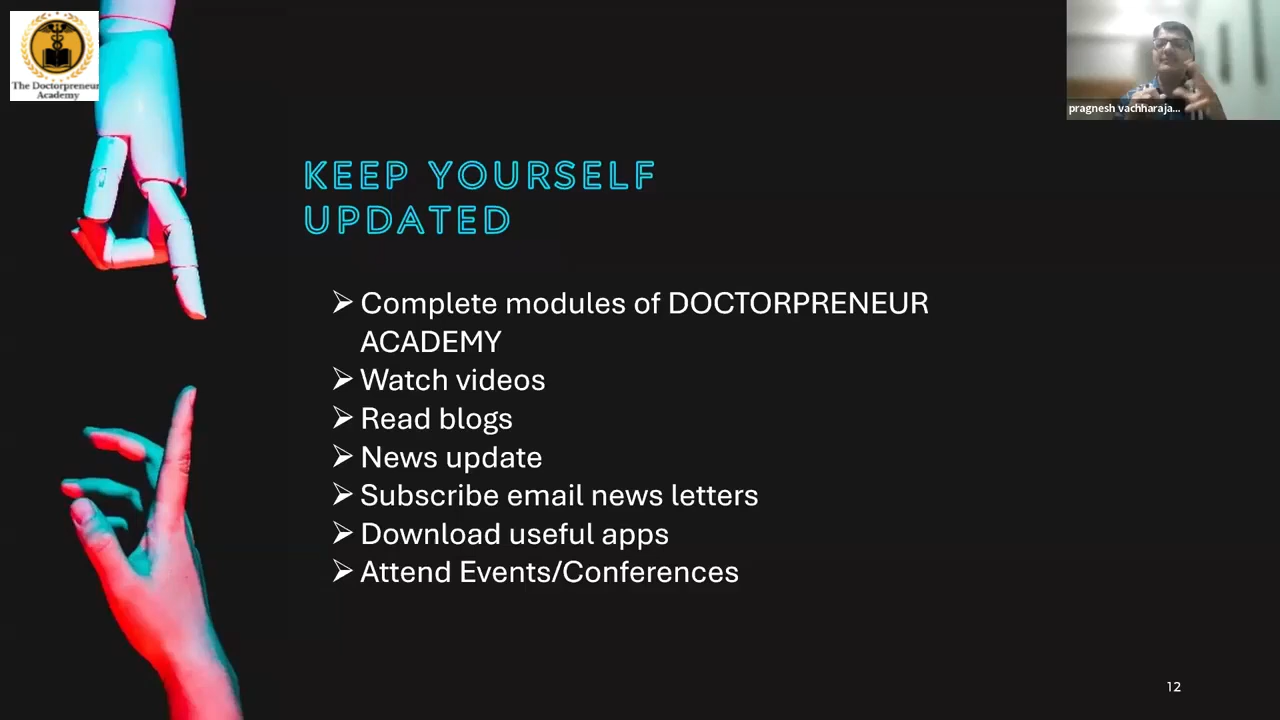 The Doctorpreneur
Academy
pragnesh vachharaja...
KEEP YOURSELF
UPDATED
➢ Complete modules of DOCTORPRENEUR
ACADEMY
➢ Watch videos
➢ Read blogs
➢ News update
➢ Subscribe email news letters
➢ Download useful apps
➢ Attend Events/Conferences
12